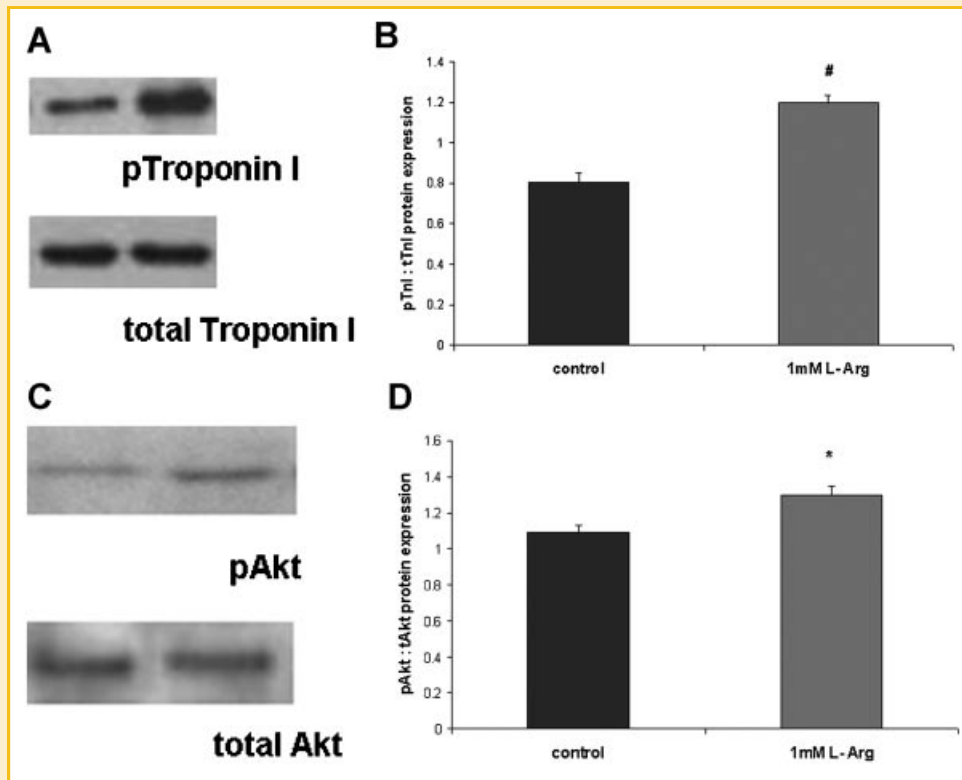 A
pTroponin I
total Troponin I
B
1.4
1.2
1
0.8
0.6
0.4
0.2
0
pTnI : tTnI protein expression
#
control
1mM L-Arg
C
pAkt
total Akt
D
1.6
1.4
1.2
1
0.8
0.6
0.4
0.2
0
pAkt : tAkt protein expression
*
control
1mM L-Arg